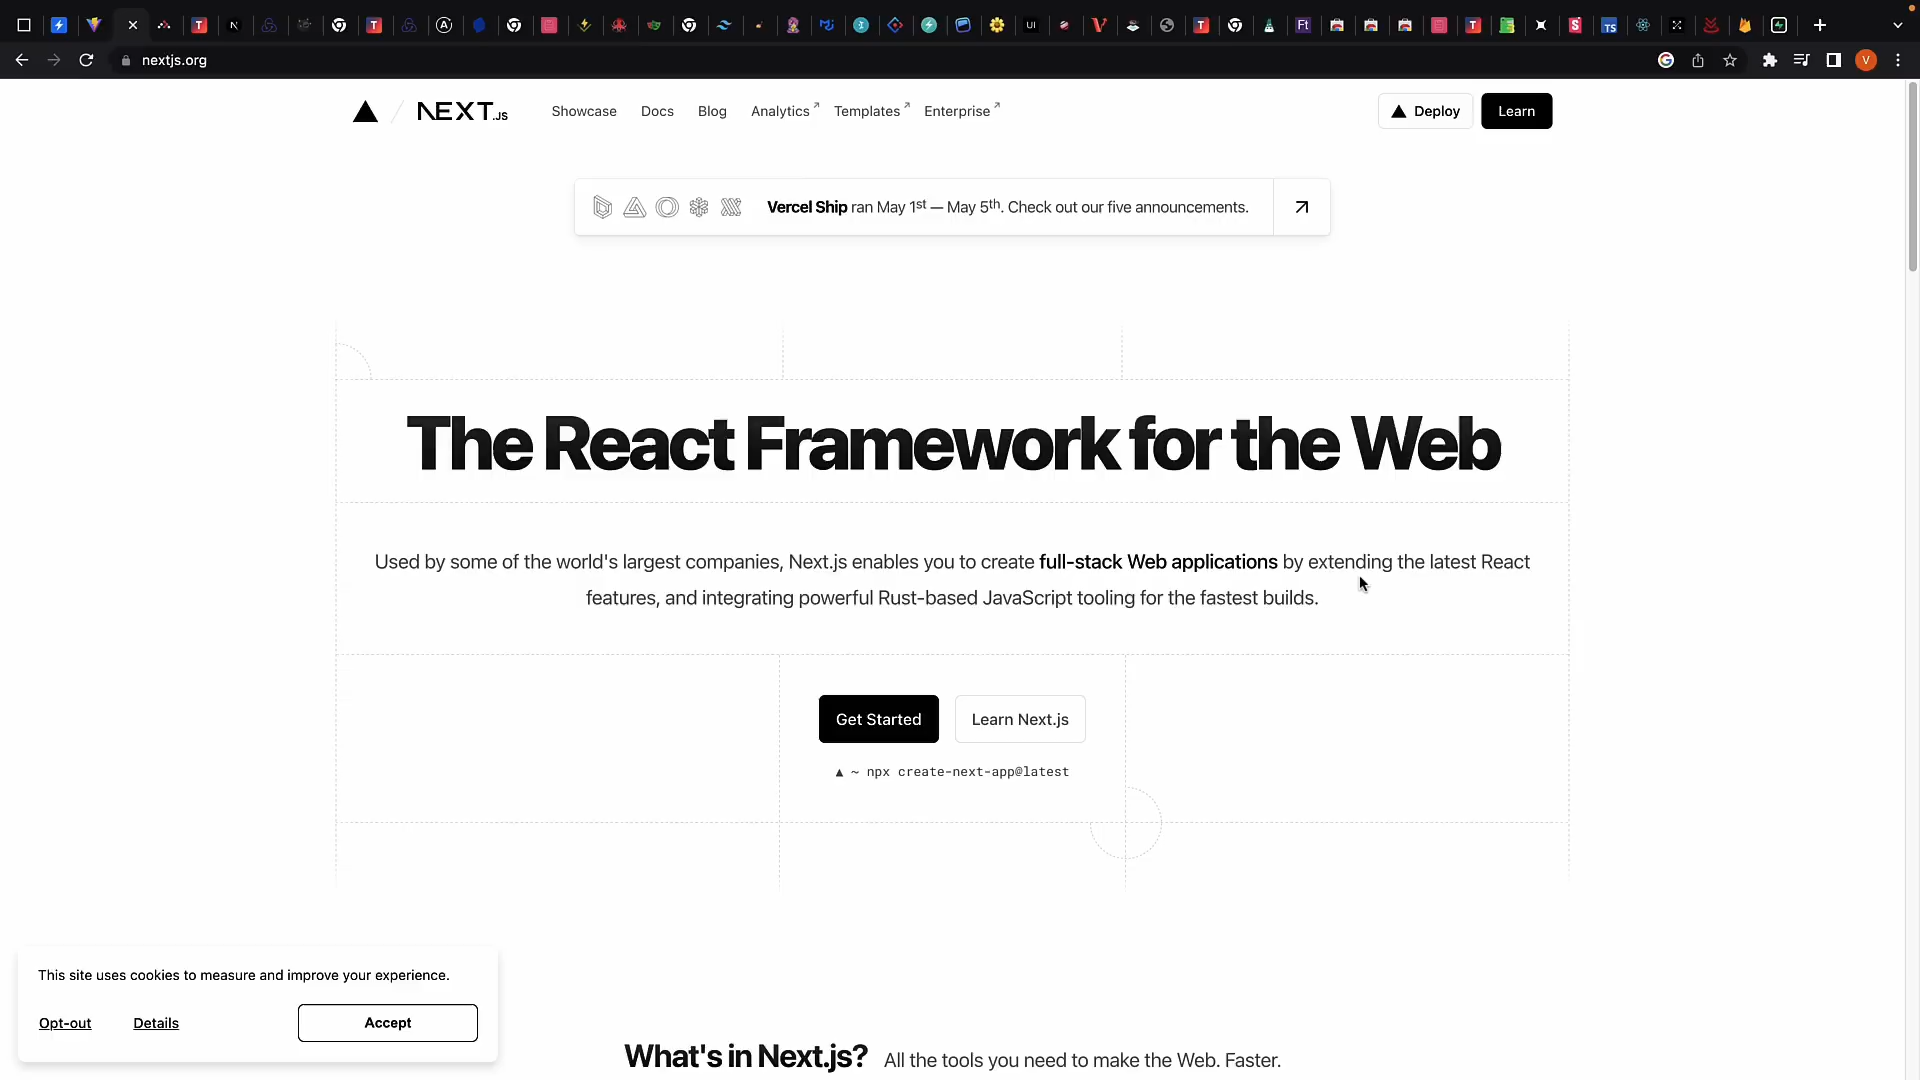 nextjs.org
V
NEXT.JS
Showcase
Docs
Blog
Analytics
Templates
Enterprise
Deploy
Learn
Vercel Ship ran May 1st — May 5th. Check out our five announcements.
The React Framework for the Web
Used by some of the world's largest companies, Next.js enables you to create full-stack Web applications by extending the latest React
features, and integrating powerful Rust-based JavaScript tooling for the fastest builds.
Get Started
Learn Next.js
▲ ~ npx create-next-app@latest
This site uses cookies to measure and improve your experience.
Opt-out
Details
Accept
What's in Next.js? All the tools you need to make the Web. Faster.